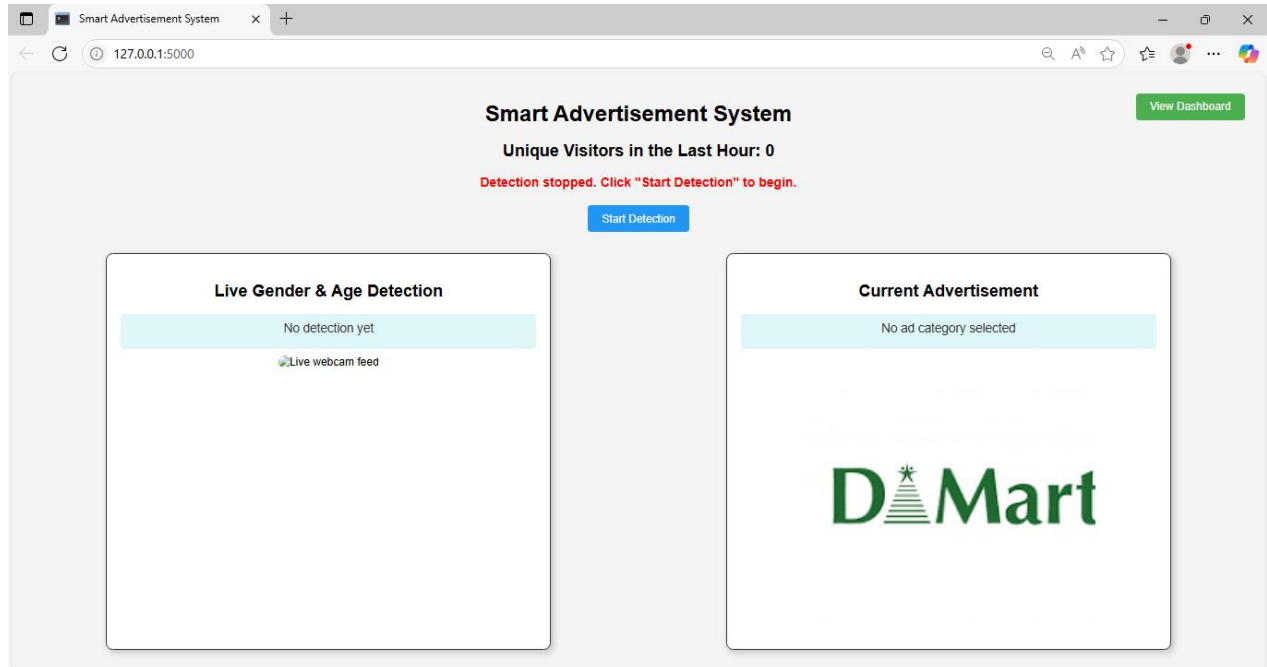 Smart Advertisement System
127.0.0.1:5000
View Dashboard
Smart Advertisement System
Unique Visitors in the Last Hour: 0
Detection stopped. Click "Start Detection" to begin.
Start Detection
Live Gender & Age Detection
No detection yet
Live webcam feed
Current Advertisement
No ad category selected
D Mart